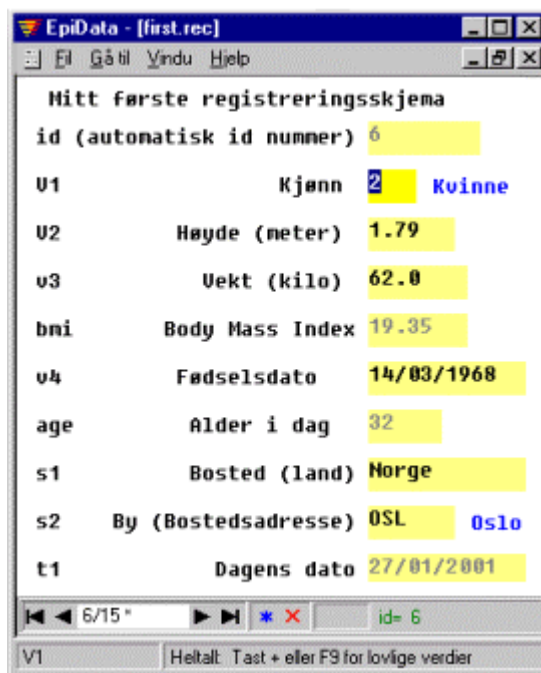 EpiData - [first.rec]
Fil Gå til Vindu Hjelp
Mitt første registreringsskjema
id (automatisk id nummer) 6
V1 Kjønn 2 Kvinne
V2 Høyde (meter) 1.79
v3 Vekt (kilo) 62.0
bmi Body Mass Index 19.35
v4 Fødselsdato 14/03/1968
age Alder i dag 32
s1 Bosted (land) Norge
s2 By (Bostedsadresse) OSL Oslo
t1 Dagens dato 27/01/2001
6/15 * id= 6
V1 Heltall: Tast + eller F9 for lovlige verdier